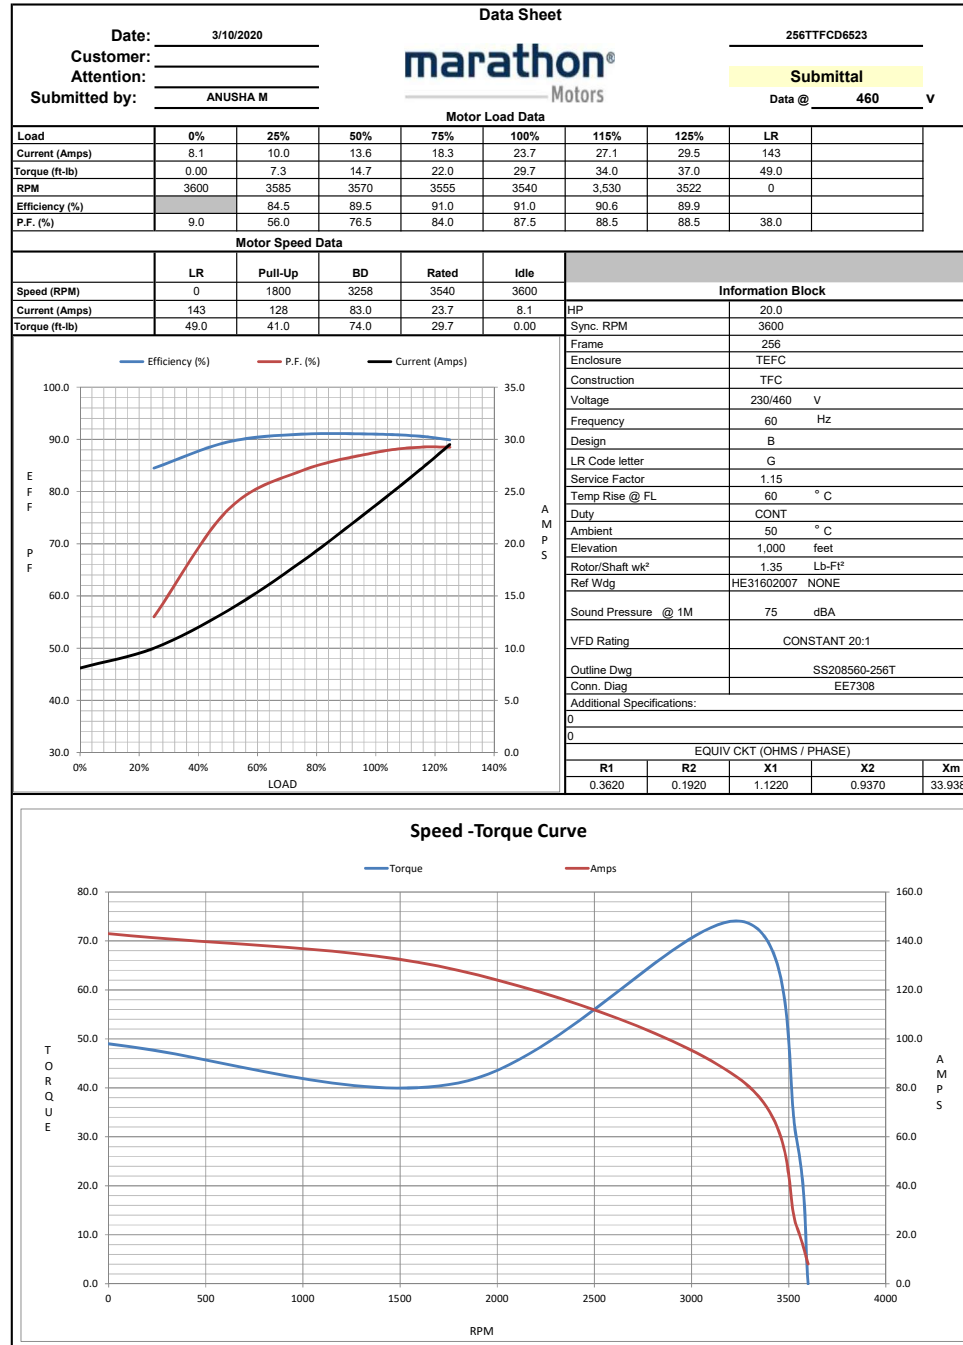 Data Sheet
Date: 3/10/2020 256TTFCD6523
Customer:
Attention:
Submitted by: ANUSHA M
marathon®
Motors
Submittal
Data @ 460 V
Motor Load Data
Load 0% 25% 50% 75% 100% 115% 125% LR
Current (Amps) 8.1 10.0 13.6 18.3 23.7 27.1 29.5 143
Torque (ft-lb) 0.00 7.3 14.7 22.0 29.7 34.0 37.0 49.0
RPM 3600 3585 3570 3555 3540 3,530 3522 0
Efficiency (%) 84.5 89.5 91.0 91.0 90.6 89.9
P.F. (%) 9.0 56.0 76.5 84.0 87.5 88.5 88.5 38.0
Motor Speed Data
LR Pull-Up BD Rated Idle
Speed (RPM) 0 1800 3258 3540 3600
Current (Amps) 143 128 83.0 23.7 8.1
Torque (ft-lb) 49.0 41.0 74.0 29.7 0.00
Information Block
HP 20.0
Sync. RPM 3600
Frame 256
Enclosure TEFC
Construction TFC
Voltage 230/460 V
Frequency 60 Hz
Design B
LR Code letter G
Service Factor 1.15
Temp Rise @ FL 60 ° C
Duty CONT
Ambient 50 ° C
Elevation 1,000 feet
Rotor/Shaft wk² 1.35 Lb-Ft²
Ref Wdg HE31602007 NONE
Sound Pressure @ 1M 75 dBA
VFD Rating CONSTANT 20:1
Outline Dwg SS208560-256T
Conn. Diag EE7308
Additional Specifications:
0
0
EQUIV CKT (OHMS / PHASE)
R1 R2 X1 X2 Xm
0.3620 0.1920 1.1220 0.9370 33.938
Efficiency (%) P.F. (%) Current (Amps)
100.0
90.0
80.0
70.0
60.0
50.0
40.0
30.0
EFF PF
35.0
30.0
25.0
20.0
15.0
10.0
5.0
0.0
AMPS
0% 20% 40% 60% 80% 100% 120% 140%
LOAD
Speed -Torque Curve
Torque Amps
80.0
70.0
60.0
50.0
40.0
30.0
20.0
10.0
0.0
TORQUE
160.0
140.0
120.0
100.0
80.0
60.0
40.0
20.0
0.0
AMPS
0 500 1000 1500 2000 2500 3000 3500 4000
RPM